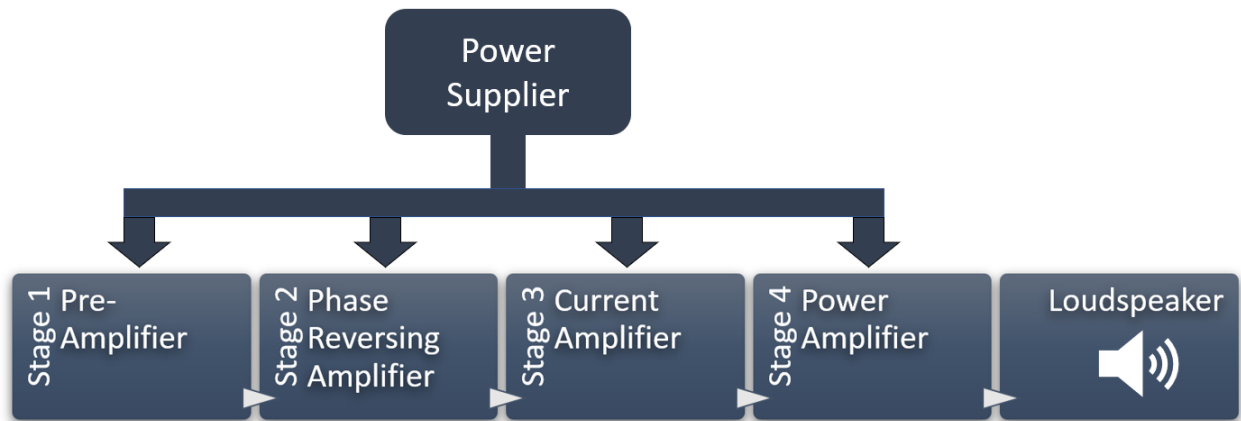 Power
Supplier
Stage 1
Pre-
Amplifier
Stage 2
Phase
Reversing
Amplifier
Stage 3
Current
Amplifier
Stage 4
Power
Amplifier
Loudspeaker